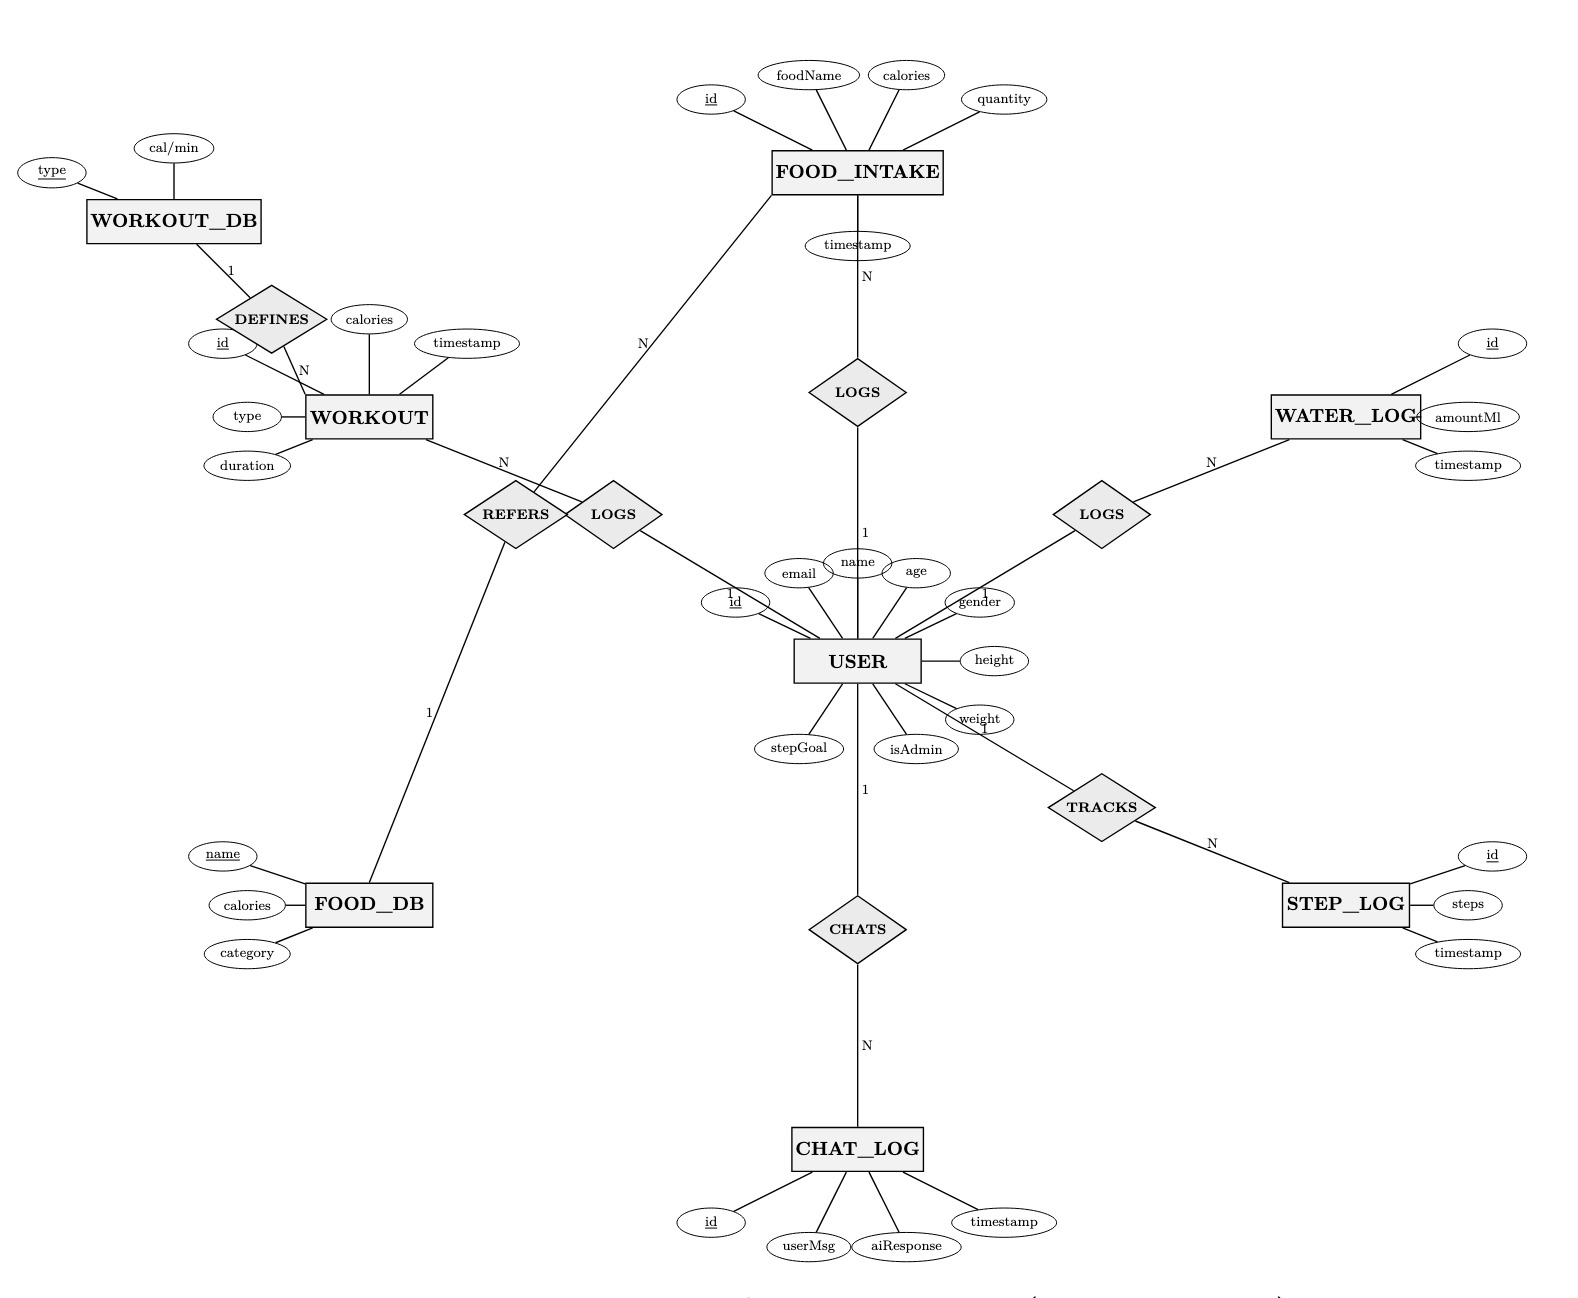 foodName
calories
id
quantity
cal/min
type
FOOD_INTAKE
WORKOUT_DB
timestamp
1
N
DEFINES
calories
id
timestamp
N
id
N
LOGS
type
WORKOUT
WATER_LOG
amountMl
duration
N
N
timestamp
REFERS
LOGS
LOGS
1
name
email
age
1
id
1
gender
USER
height
1
weight
1
stepGoal
isAdmin
1
TRACKS
N
name
id
calories
FOOD_DB
STEP_LOG
steps
CHATS
category
timestamp
N
CHAT_LOG
id
timestamp
userMsg
aiResponse